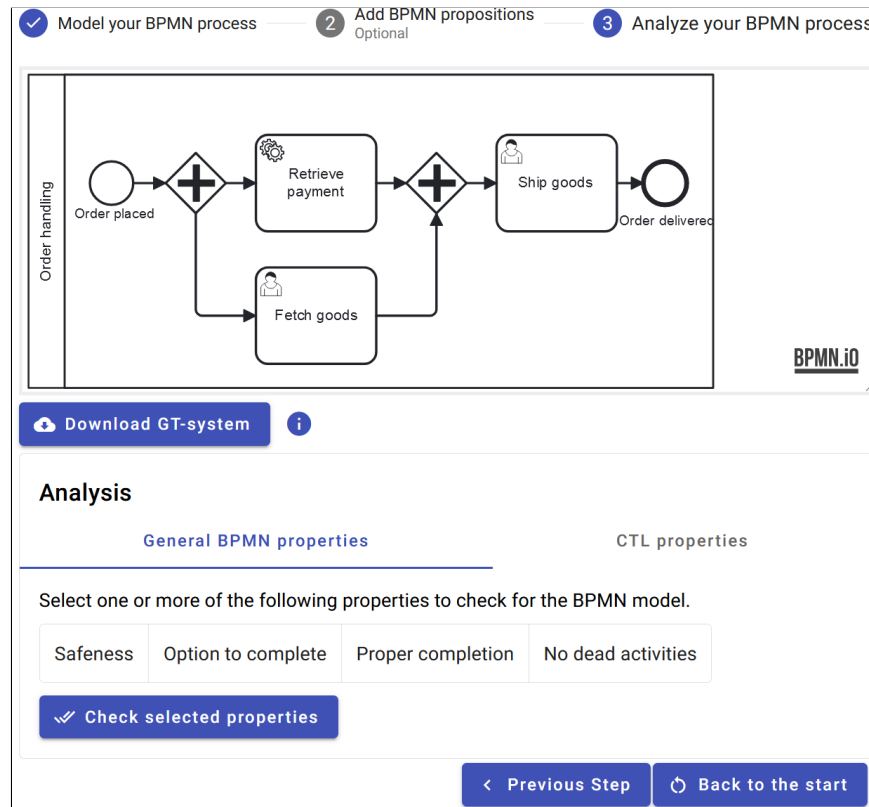 Model your BPMN process
2
Add BPMN propositions
Optional
3
Analyze your BPMN process
Order handling
Order placed
Retrieve
payment
Fetch goods
Ship goods
Order delivered
BPMN.iO
Download GT-system
i
Analysis
General BPMN properties
CTL properties
Select one or more of the following properties to check for the BPMN model.
Safeness
Option to complete
Proper completion
No dead activities
Check selected properties
Previous Step
Back to the start